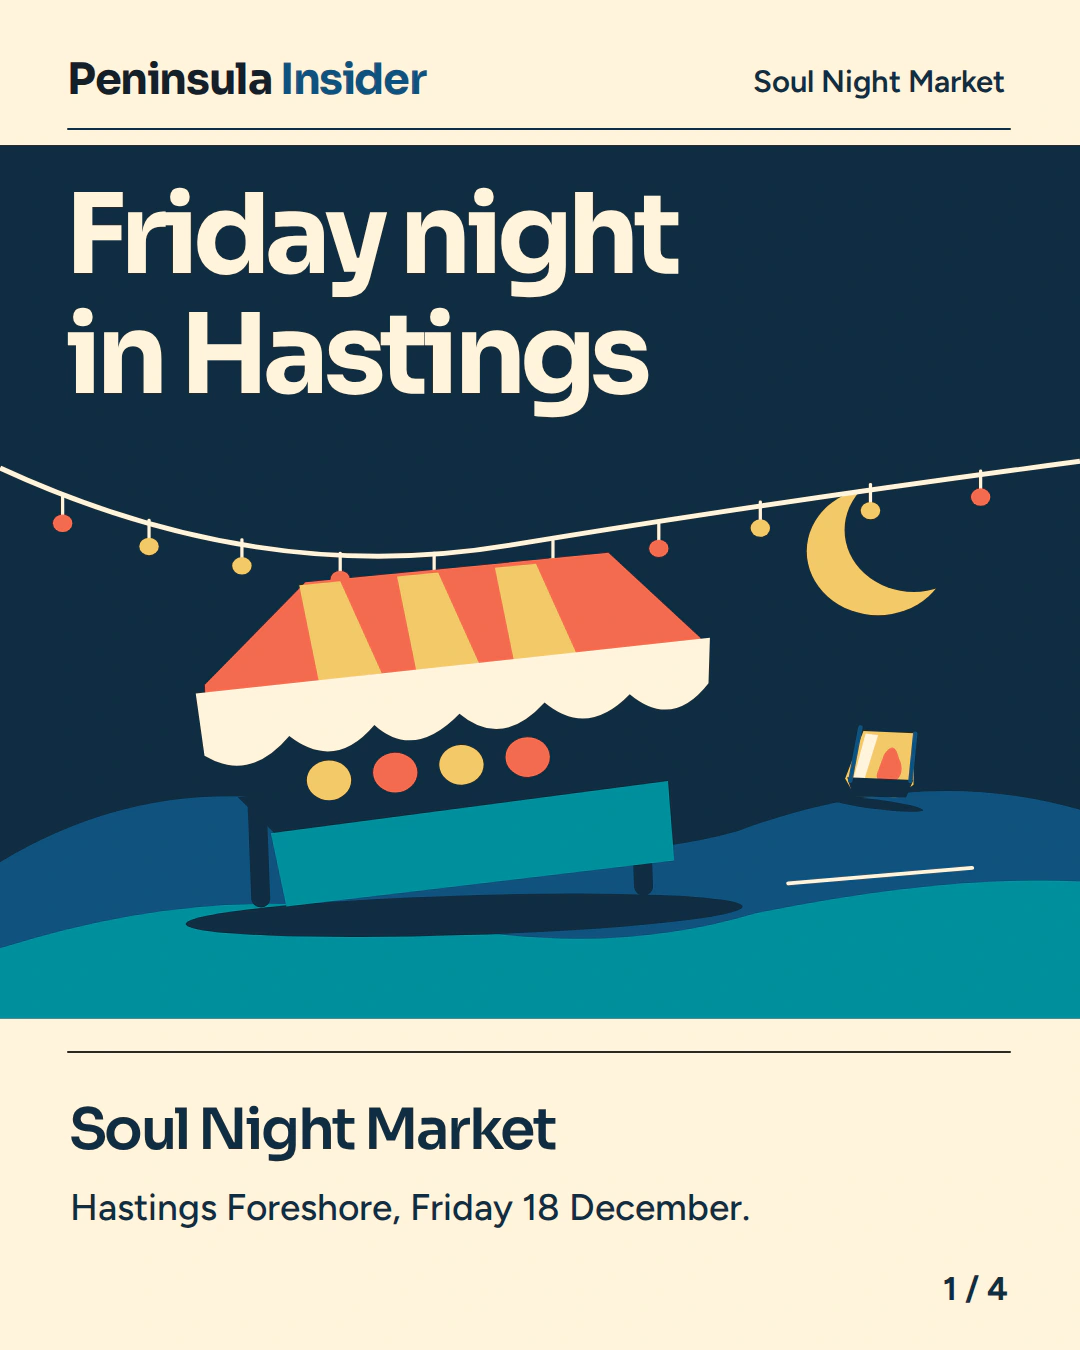 Peninsula Insider
Soul Night Market
Friday night
in Hastings
Soul Night Market
Hastings Foreshore, Friday 18 December.
1 / 4